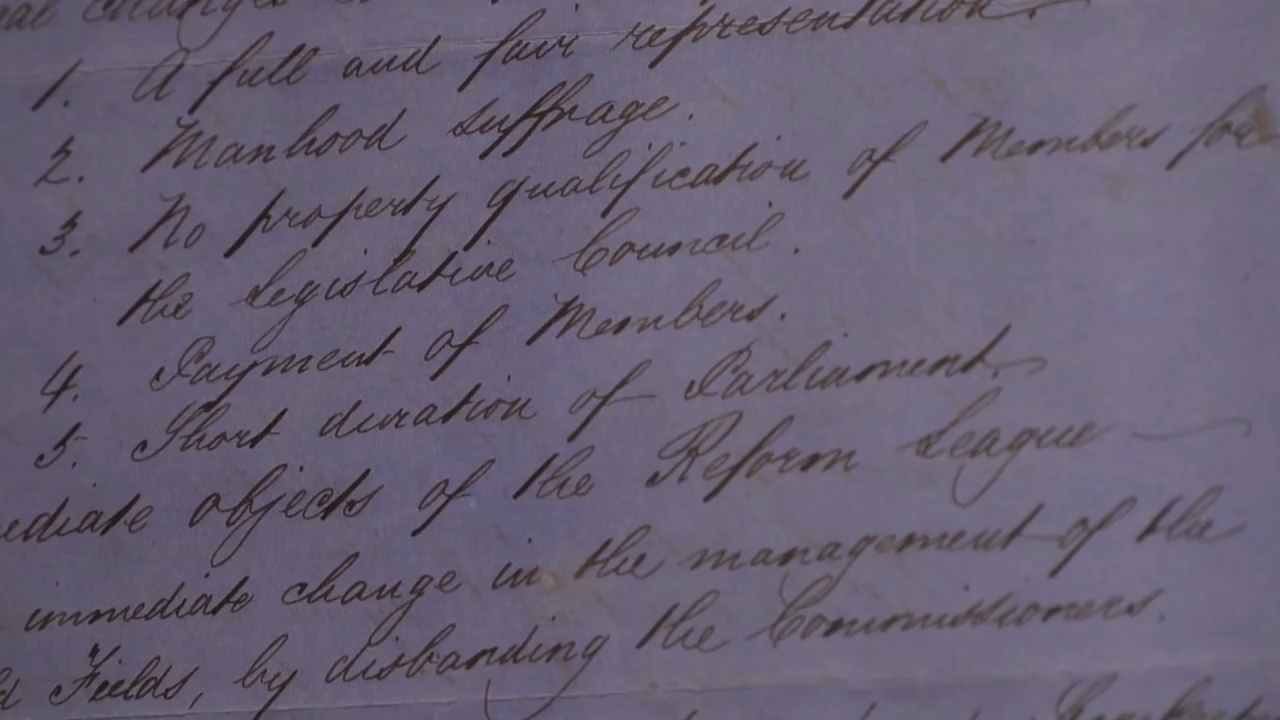 changes
1. A full and fair representation.
2. Manhood suffrage.
3. No property qualification of Members for
the Legislative Council.
4. Payment of Members.
5. Short duration of Parliament.
ediate objects of the Reform League
immediate change in the management of the
d Fields, by disbanding the Commissioners.